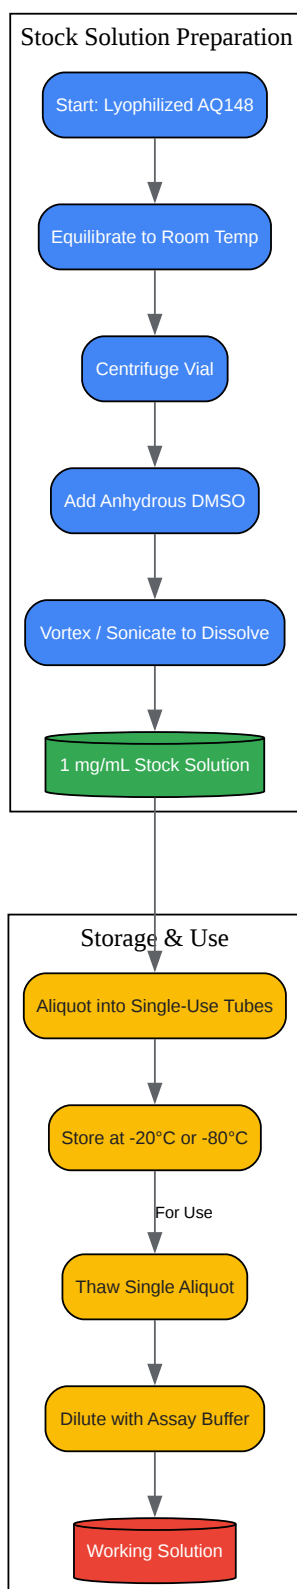 Stock Solution Preparation
Start: Lyophilized AQ148
Equilibrate to Room Temp
Centrifuge Vial
Add Anhydrous DMSO
Vortex / Sonicate to Dissolve
1 mg/mL Stock Solution
Storage & Use
Aliquot into Single-Use Tubes
Store at -20°C or -80°C
For Use
Thaw Single Aliquot
Dilute with Assay Buffer
Working Solution